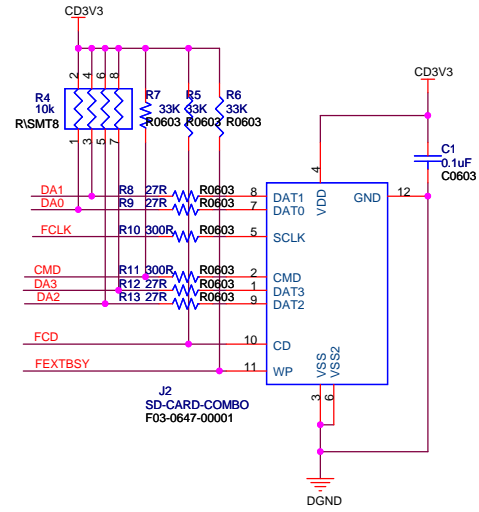 CD3V3
2 4 6 8
R4
10k
R\SMT8
1 3 5 7
R7
33K
R0603
R5
33K
R0603
R6
33K
R0603
CD3V3
C1
0.1uF
C0603
4
VDD
GND 12
DA1 R8 27R R0603 8 DAT1
DA0 R9 27R R0603 7 DAT0
FCLK R10 300R R0603 5 SCLK
CMD R11 300R R0603 2 CMD
DA3 R12 27R R0603 1 DAT3
DA2 R13 27R R0603 9 DAT2
FCD 10 CD
FEXTBSY 11 WP
VSS
VSS2
3
6
J2
SD-CARD-COMBO
F03-0647-00001
DGND